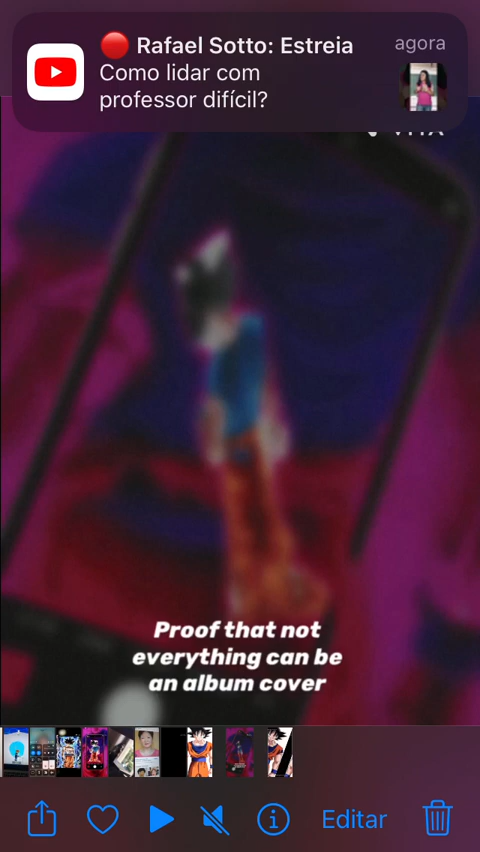 🔴 Rafael Sotto: Estreia
agora
Como lidar com
professor difícil?
Proof that not
everything can be
an album cover
Editar